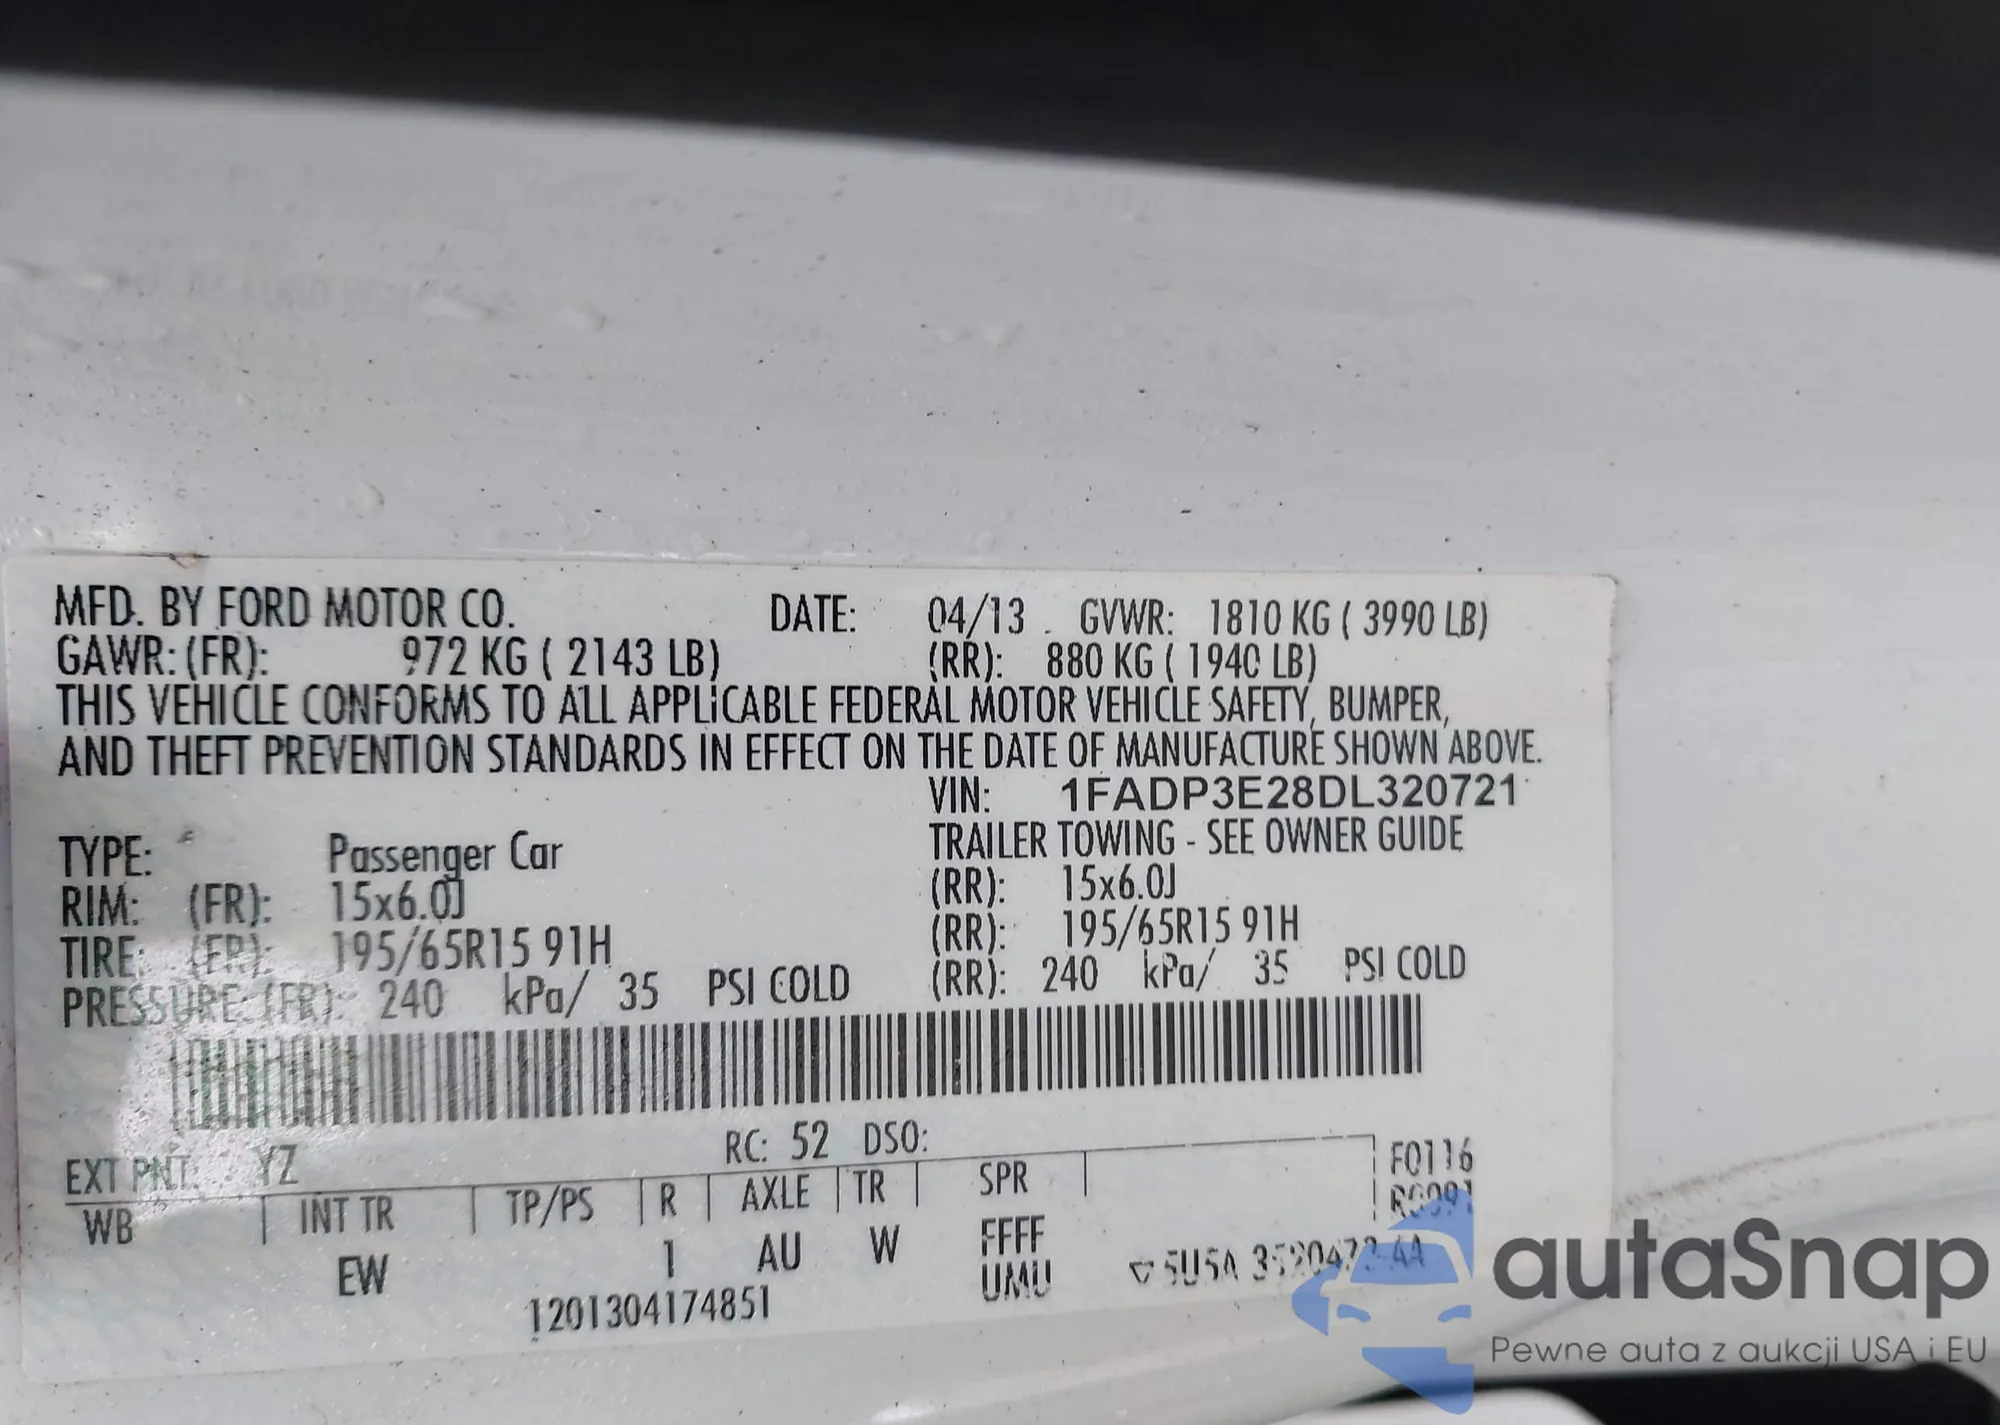 MFD. BY FORD MOTOR CO. DATE: 04/13 GVWR: 1810 KG ( 3990 LB)
GAWR: (FR): 972 KG ( 2143 LB) (RR): 880 KG ( 1940 LB)
THIS VEHICLE CONFORMS TO ALL APPLICABLE FEDERAL MOTOR VEHICLE SAFETY, BUMPER,
AND THEFT PREVENTION STANDARDS IN EFFECT ON THE DATE OF MANUFACTURE SHOWN ABOVE.
VIN: 1FADP3E28DL320721
TYPE: Passenger Car TRAILER TOWING - SEE OWNER GUIDE
RIM: (FR): 15x6.0J (RR): 15x6.0J
TIRE: (FR): 195/65R15 91H (RR): 195/65R15 91H
PRESSURE: (FR): 240 kPa/ 35 PSI COLD (RR): 240 kPa/ 35 PSI COLD
RC: 52 DSO:
EXT PNT: YZ F0116
WB INT TR TP/PS R AXLE TR SPR R0091
EW 1 AU W FFFF
UMU 5U5A
1201304174851
autaSnap
Pewne auta z aukcji USA i EU